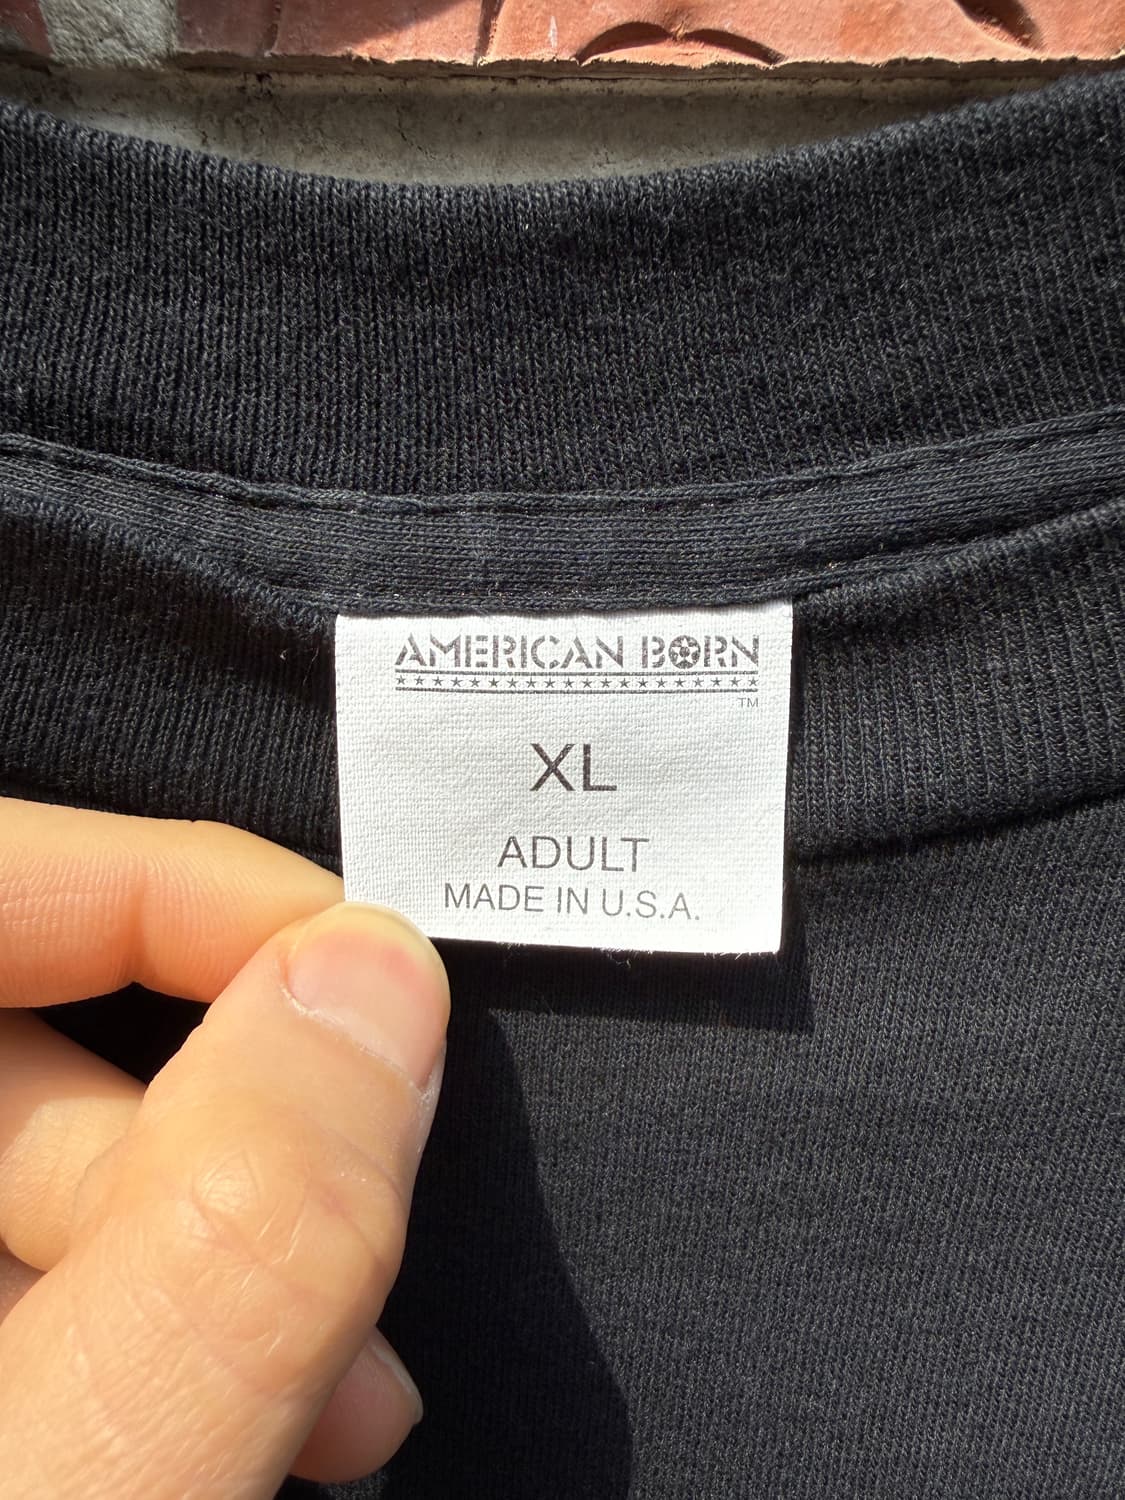 AMERICAN BORN
TM
XL
ADULT
MADE IN U.S.A.